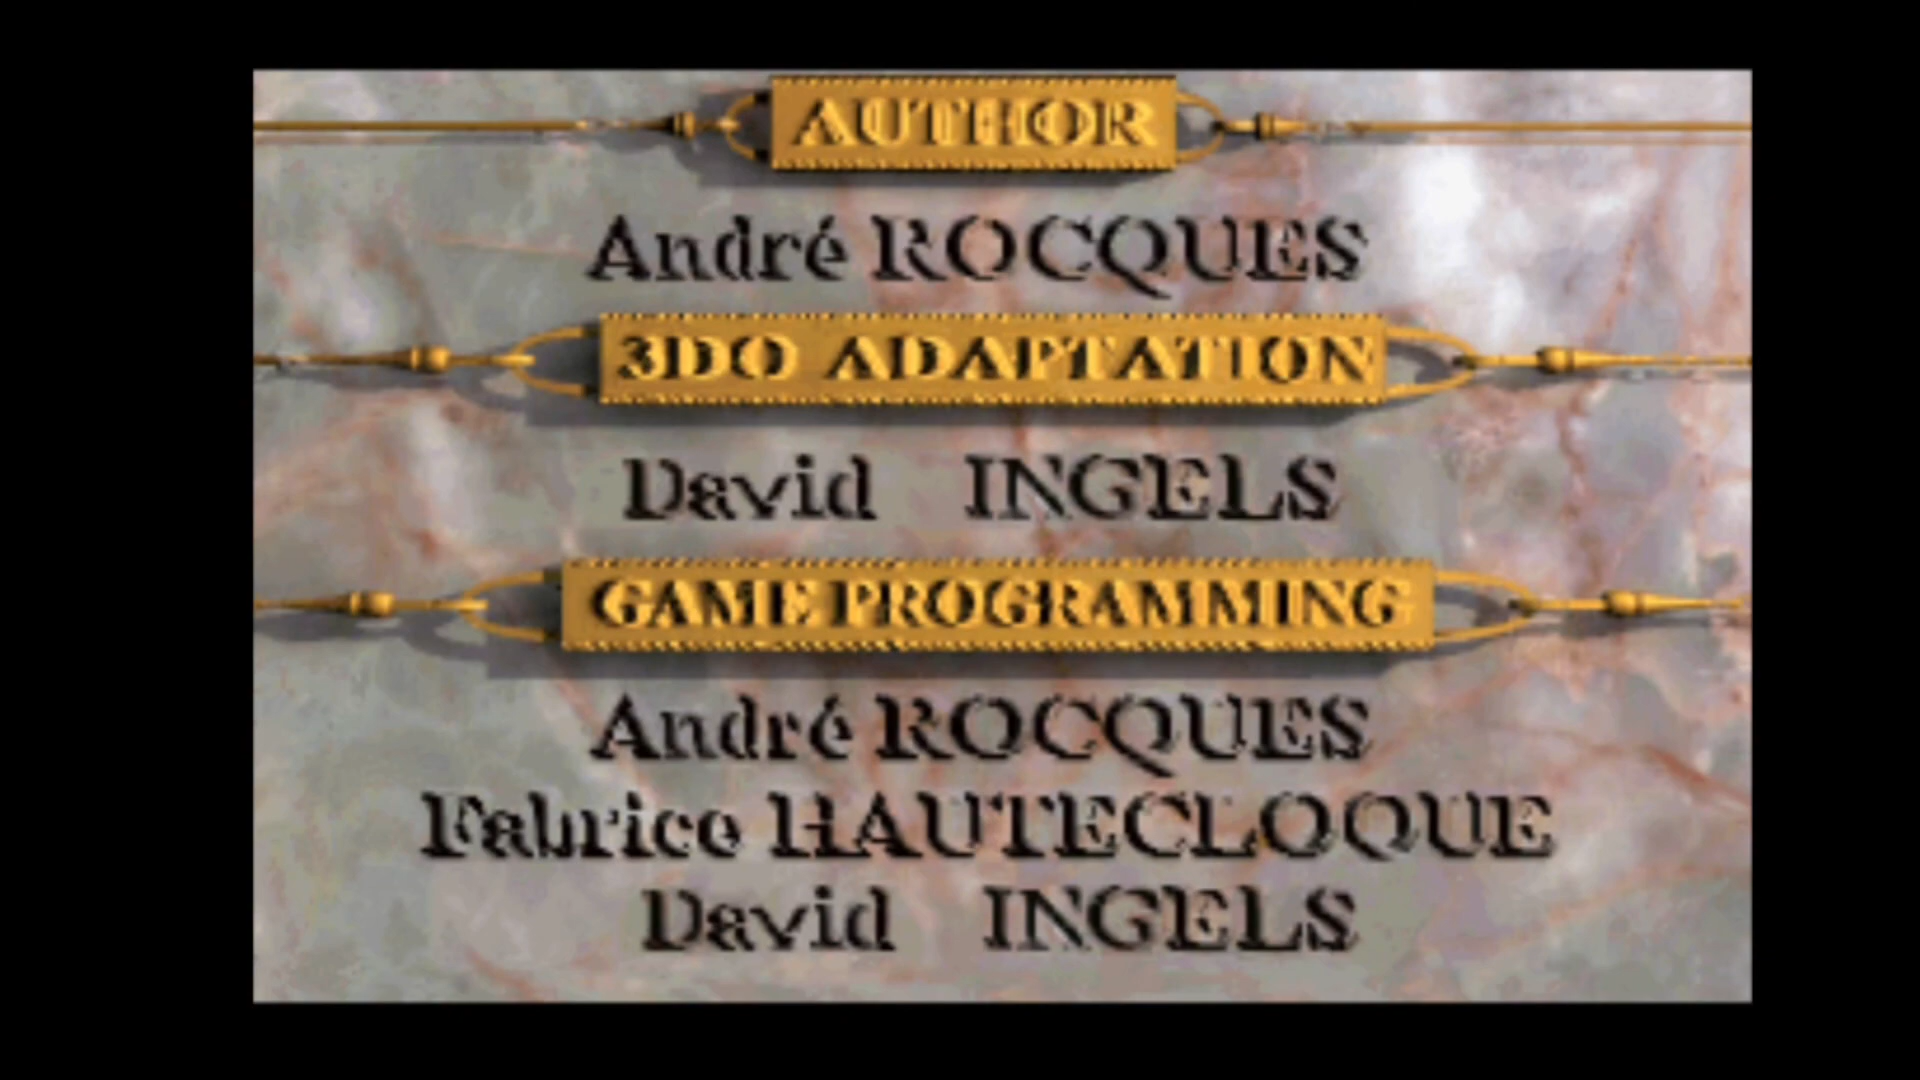 AUTHOR
André ROCQUES
3DO ADAPTATION
David INGELS
GAME PROGRAMMING
André ROCQUES
Fabrice HAUTECLOQUE
David INGELS